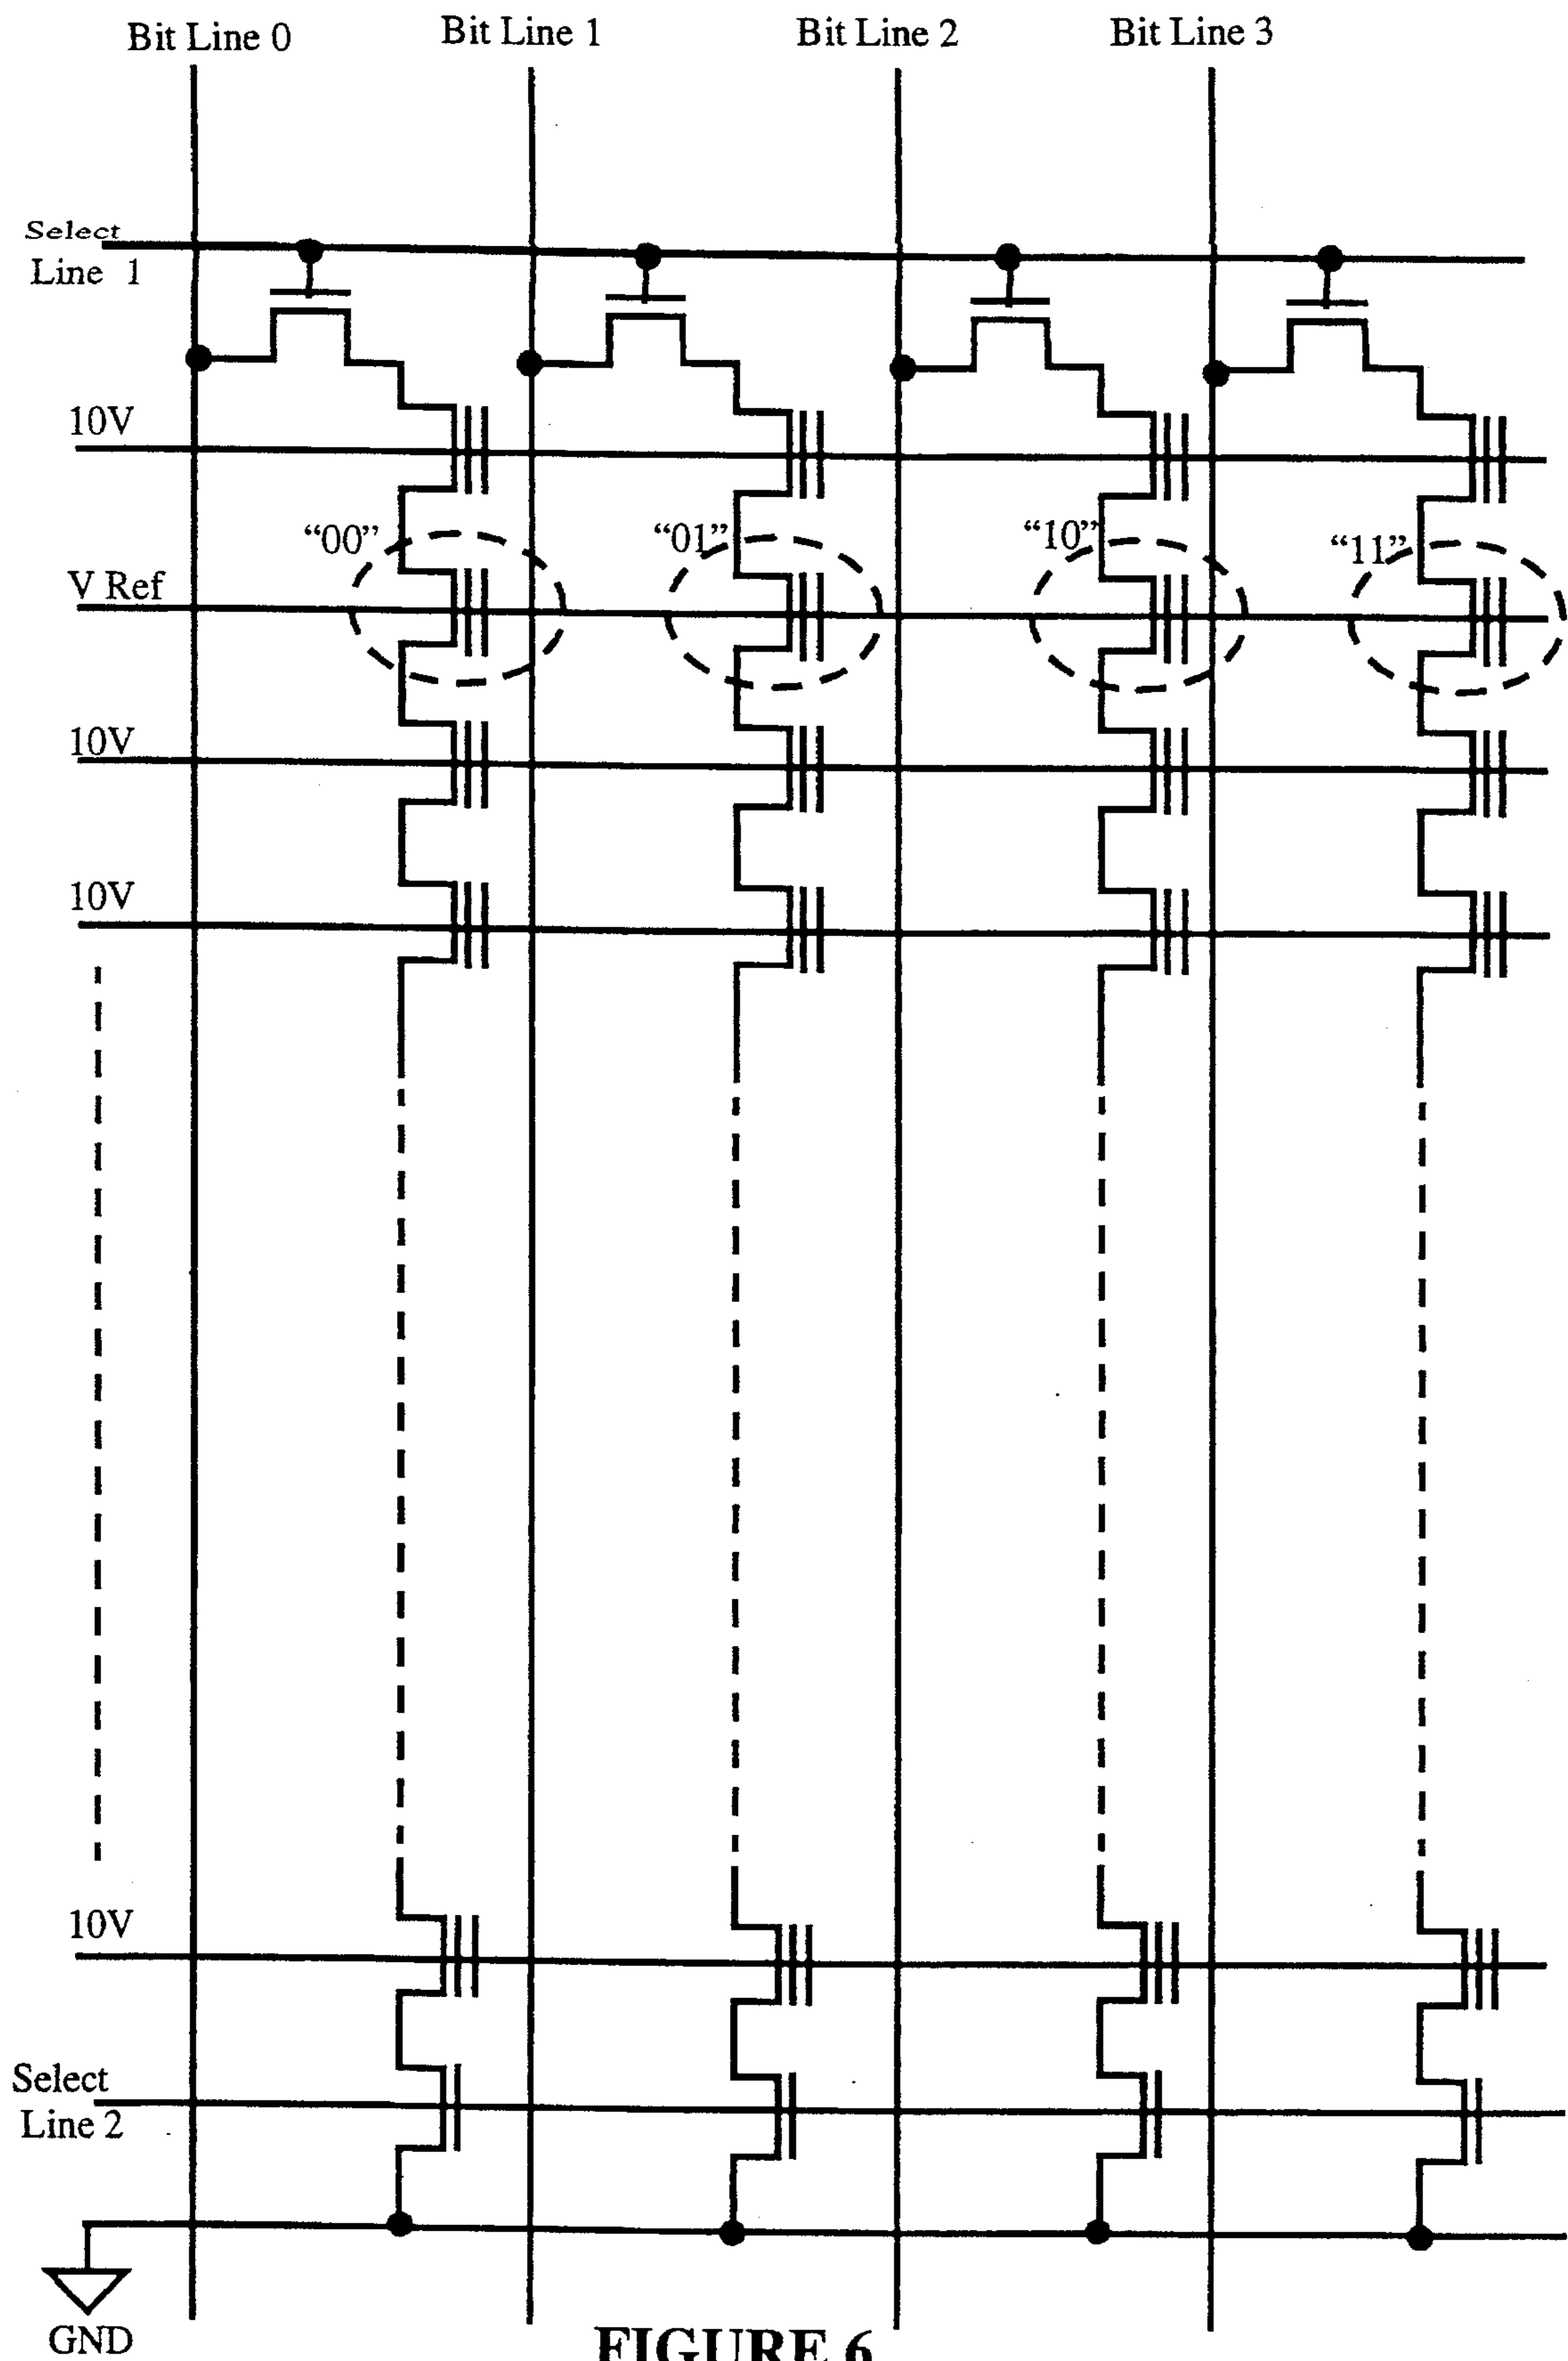 Bit Line 0
Bit Line 1
Bit Line 2
Bit Line 3
Select
Line 1
10V
“00”
“01”
“10”
“11”
V Ref
10V
10V
10V
Select
Line 2
GND
FIGURE 6